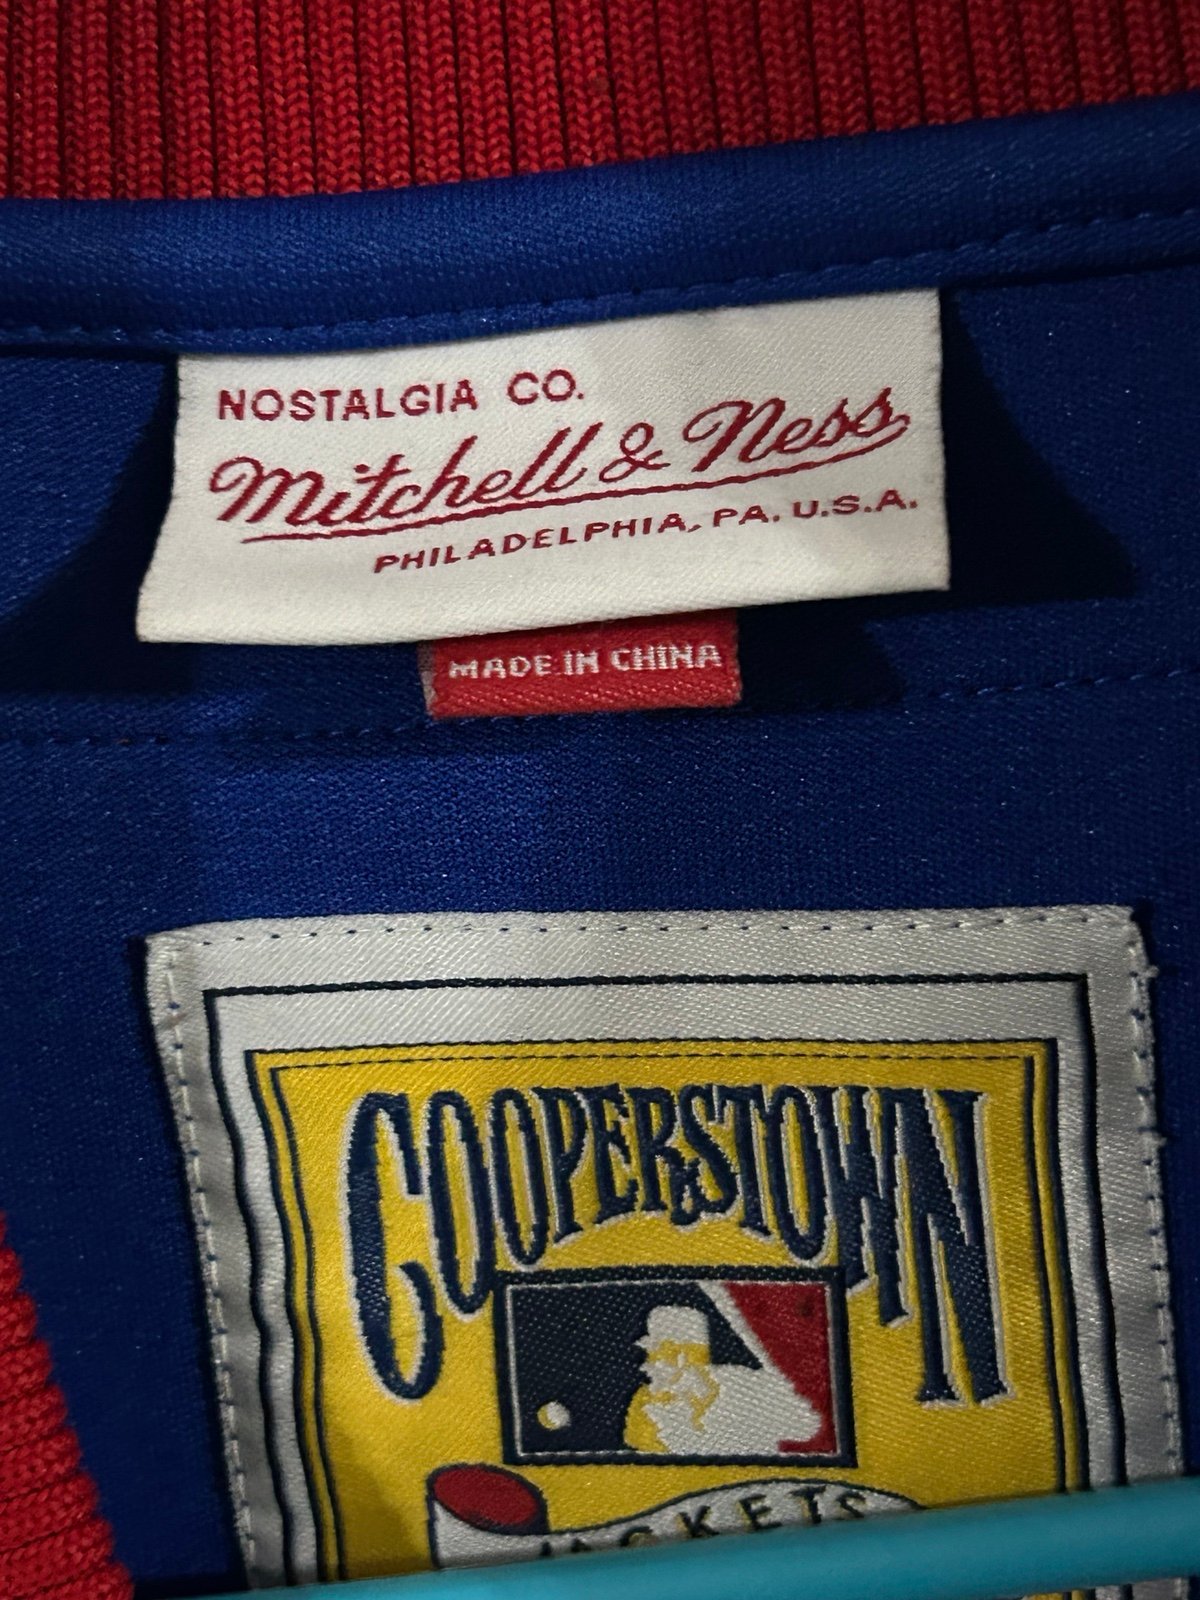 NOSTALGIA CO.
Mitchell & Ness
PHILADELPHIA, PA. U.S.A.
MADE IN CHINA
COOPERSTOWN
JACKETS